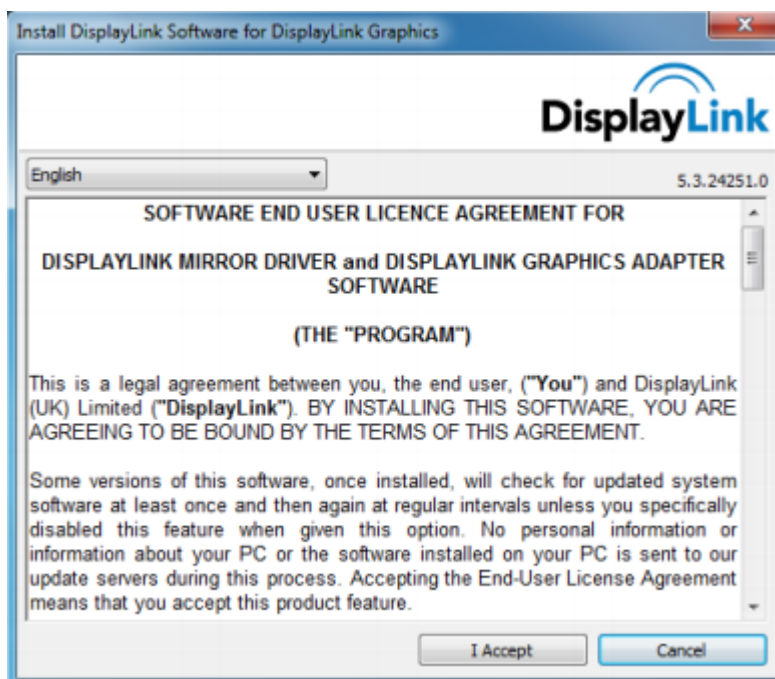 Install DisplayLink Software for DisplayLink Graphics
DisplayLink
English
5.3.24251.0
SOFTWARE END USER LICENCE AGREEMENT FOR
DISPLAYLINK MIRROR DRIVER and DISPLAYLINK GRAPHICS ADAPTER
SOFTWARE
(THE "PROGRAM")
This is a legal agreement between you, the end user, ("You") and DisplayLink
(UK) Limited ("DisplayLink"). BY INSTALLING THIS SOFTWARE, YOU ARE
AGREEING TO BE BOUND BY THE TERMS OF THIS AGREEMENT.
Some versions of this software, once installed, will check for updated system
software at least once and then again at regular intervals unless you specifically
disabled this feature when given this option. No personal information or
information about your PC or the software installed on your PC is sent to our
update servers during this process. Accepting the End-User License Agreement
means that you accept this product feature.
I Accept
Cancel